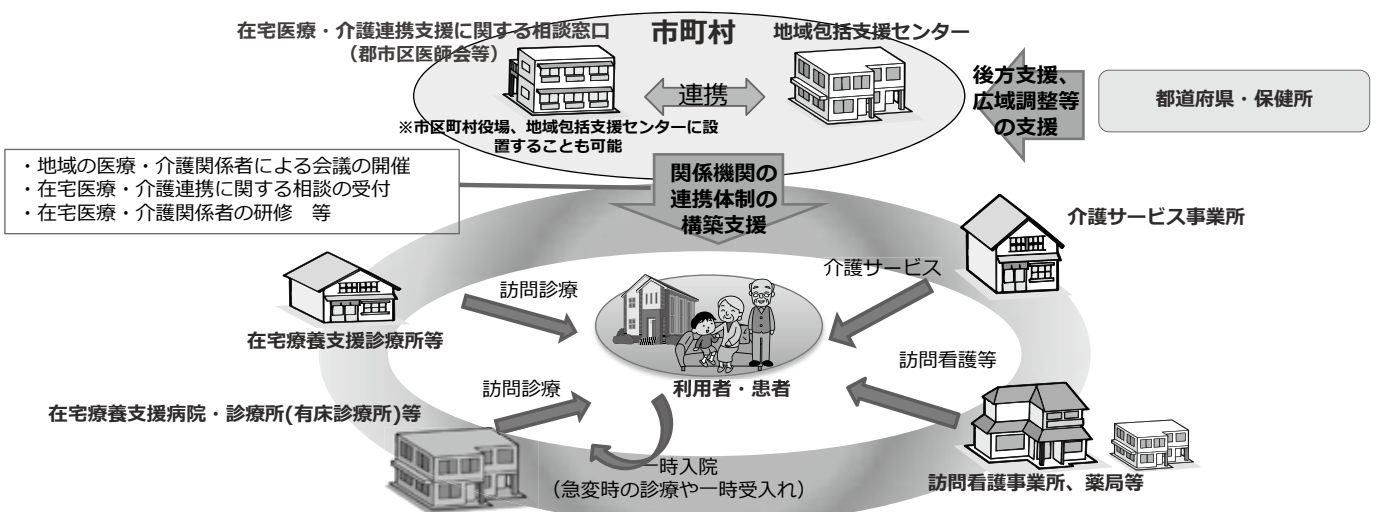 在宅医療・介護連携支援に関する相談窓口
(郡市区医師会等)
市町村
地域包括支援センター
連携
※市区町村役場、地域包括支援センターに設
置することも可能
後方支援、
広域調整等
の支援
都道府県・保健所
・地域の医療・介護関係者による会議の開催
・在宅医療・介護連携に関する相談の受付
・在宅医療・介護関係者の研修 等
関係機関の
連携体制の
構築支援
介護サービス事業所
介護サービス
訪問診療
在宅療養支援診療所等
訪問看護等
利用者・患者
訪問診療
在宅療養支援病院・診療所(有床診療所)等
一時入院
(急変時の診療や一時受入れ)
訪問看護事業所、薬局等